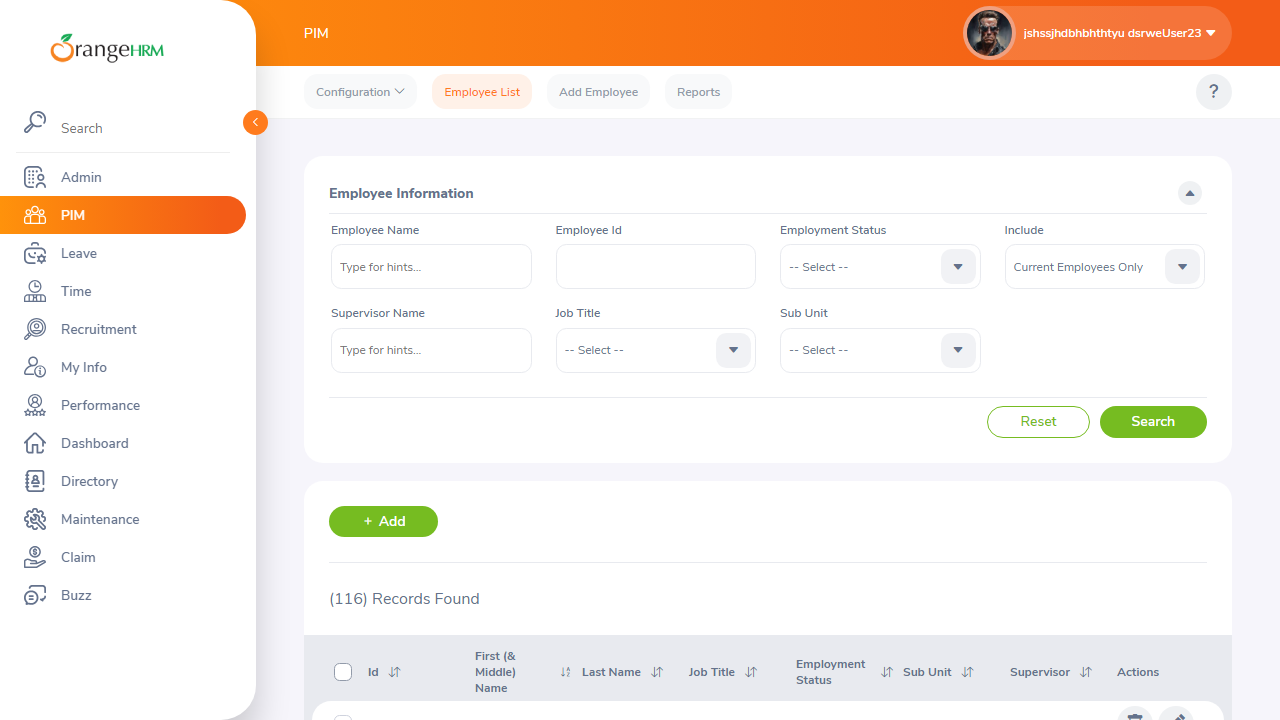 OrangeHRM
PIM
jshssjhdbhbhthtyu dsrweUser23
Configuration
Employee List
Add Employee
Reports
?
Search
Admin
PIM
Leave
Time
Recruitment
My Info
Performance
Dashboard
Directory
Maintenance
Claim
Buzz
Employee Information
Employee Name
Employee Id
Employment Status
Include
Type for hints...
-- Select --
Current Employees Only
Supervisor Name
Job Title
Sub Unit
Type for hints...
-- Select --
-- Select --
Reset
Search
+ Add
(116) Records Found
Id
First (& Middle) Name
Last Name
Job Title
Employment Status
Sub Unit
Supervisor
Actions